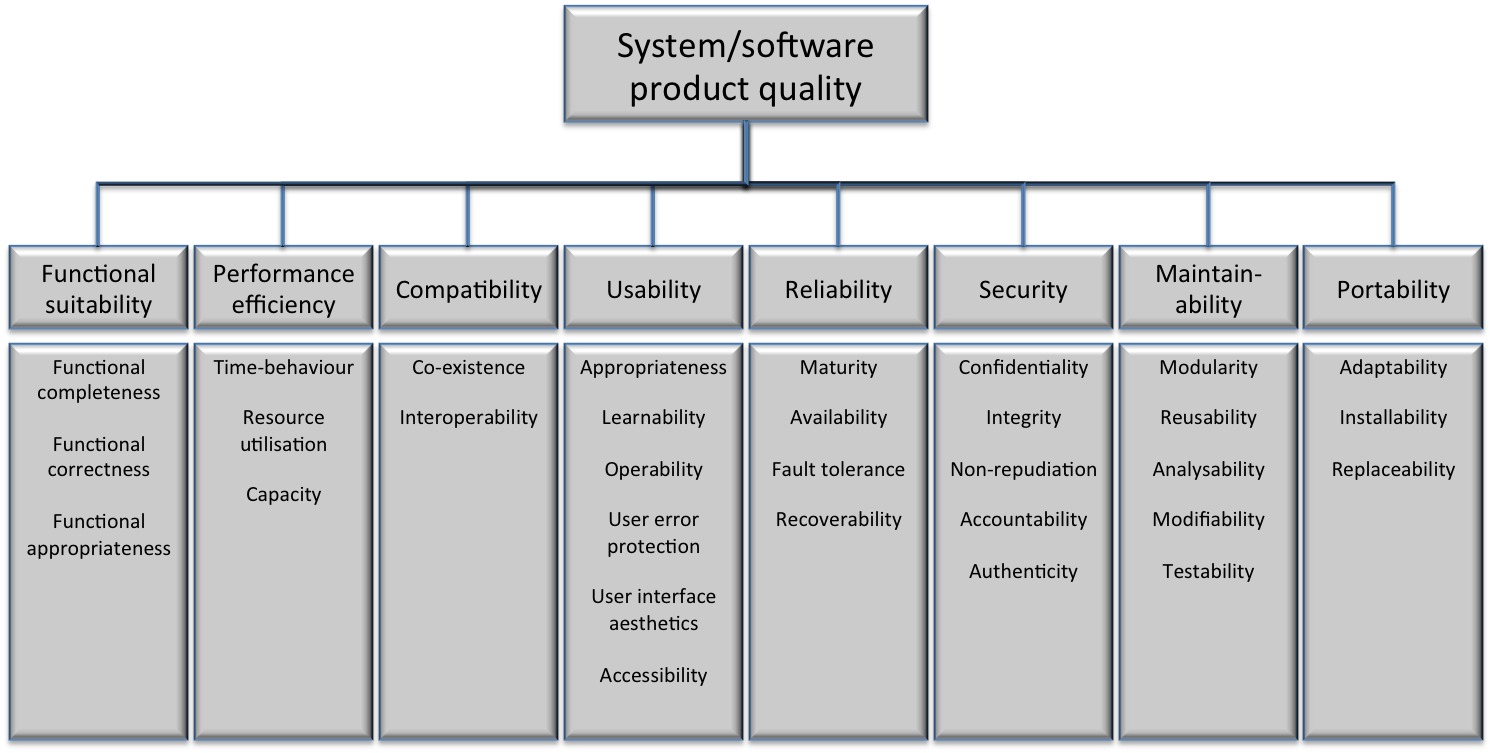 System/software
product quality
Functional
suitability
Performance
efficiency
Compatibility
Usability
Reliability
Security
Maintain-
ability
Portability
Functional
completeness
Functional
correctness
Functional
appropriateness
Time-behaviour
Resource
utilisation
Capacity
Co-existence
Interoperability
Appropriateness
Learnability
Operability
User error
protection
User interface
aesthetics
Accessibility
Maturity
Availability
Fault tolerance
Recoverability
Confidentiality
Integrity
Non-repudiation
Accountability
Authenticity
Modularity
Reusability
Analysability
Modifiability
Testability
Adaptability
Installability
Replaceability